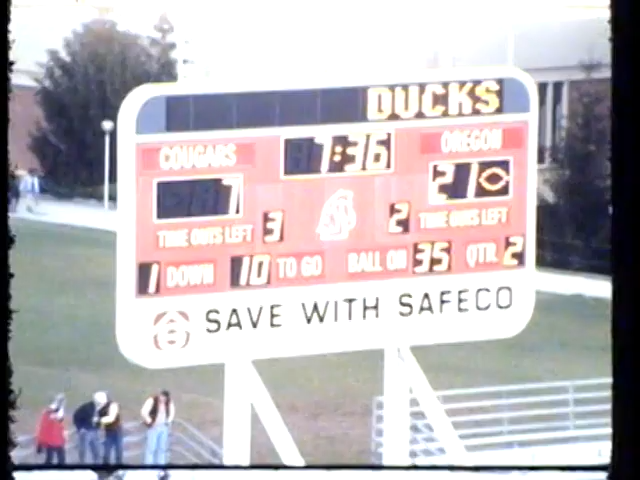 DUCKS
COUGARS 7:36 OREGON
7 21
TIME OUTS LEFT 3 2 TIME OUTS LEFT
1 DOWN 10 TO GO BALL ON 35 QTR. 2
SAVE WITH SAFECO